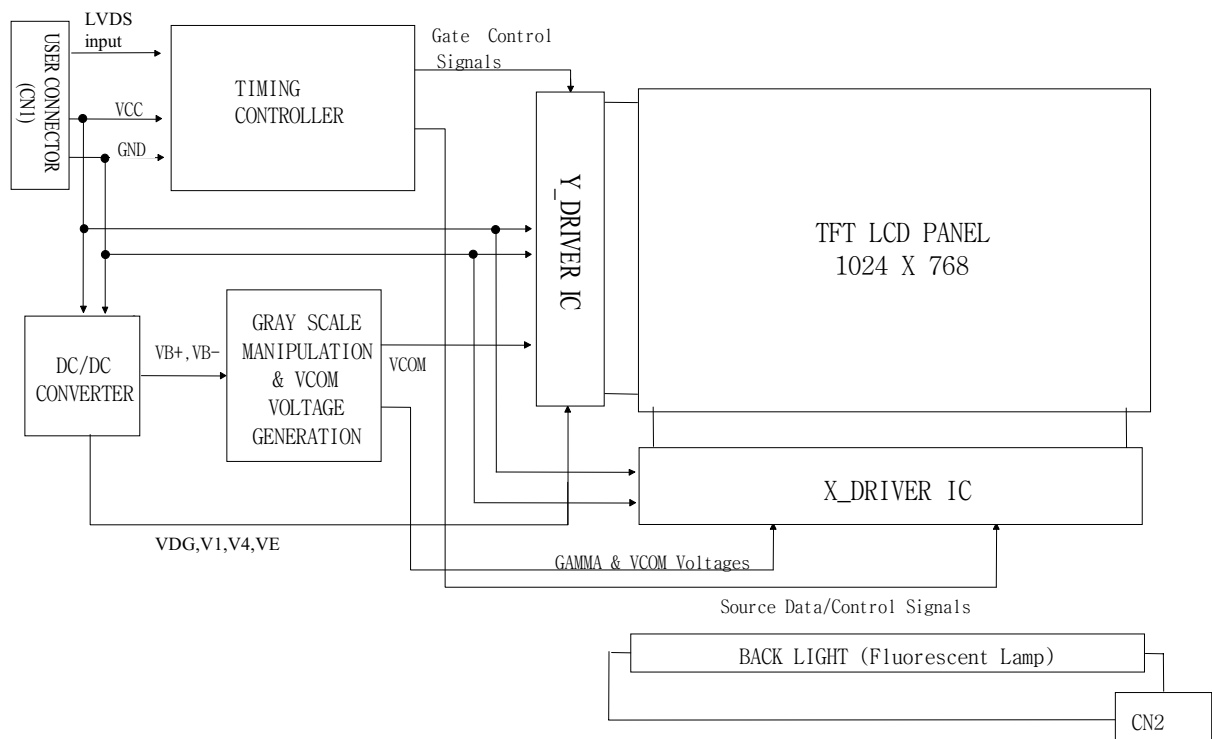 LVDS
input
USER CONNECTOR
(CN1)
VCC
GND
TIMING
CONTROLLER
Gate Control
Signals
Y_DRIVER IC
TFT LCD PANEL
1024 X 768
DC/DC
CONVERTER
VB+,VB-
GRAY SCALE
MANIPULATION
& VCOM
VOLTAGE
GENERATION
VCOM
X_DRIVER IC
VDG,V1,V4,VE
GAMMA & VCOM Voltages
Source Data/Control Signals
BACK LIGHT (Fluorescent Lamp)
CN2